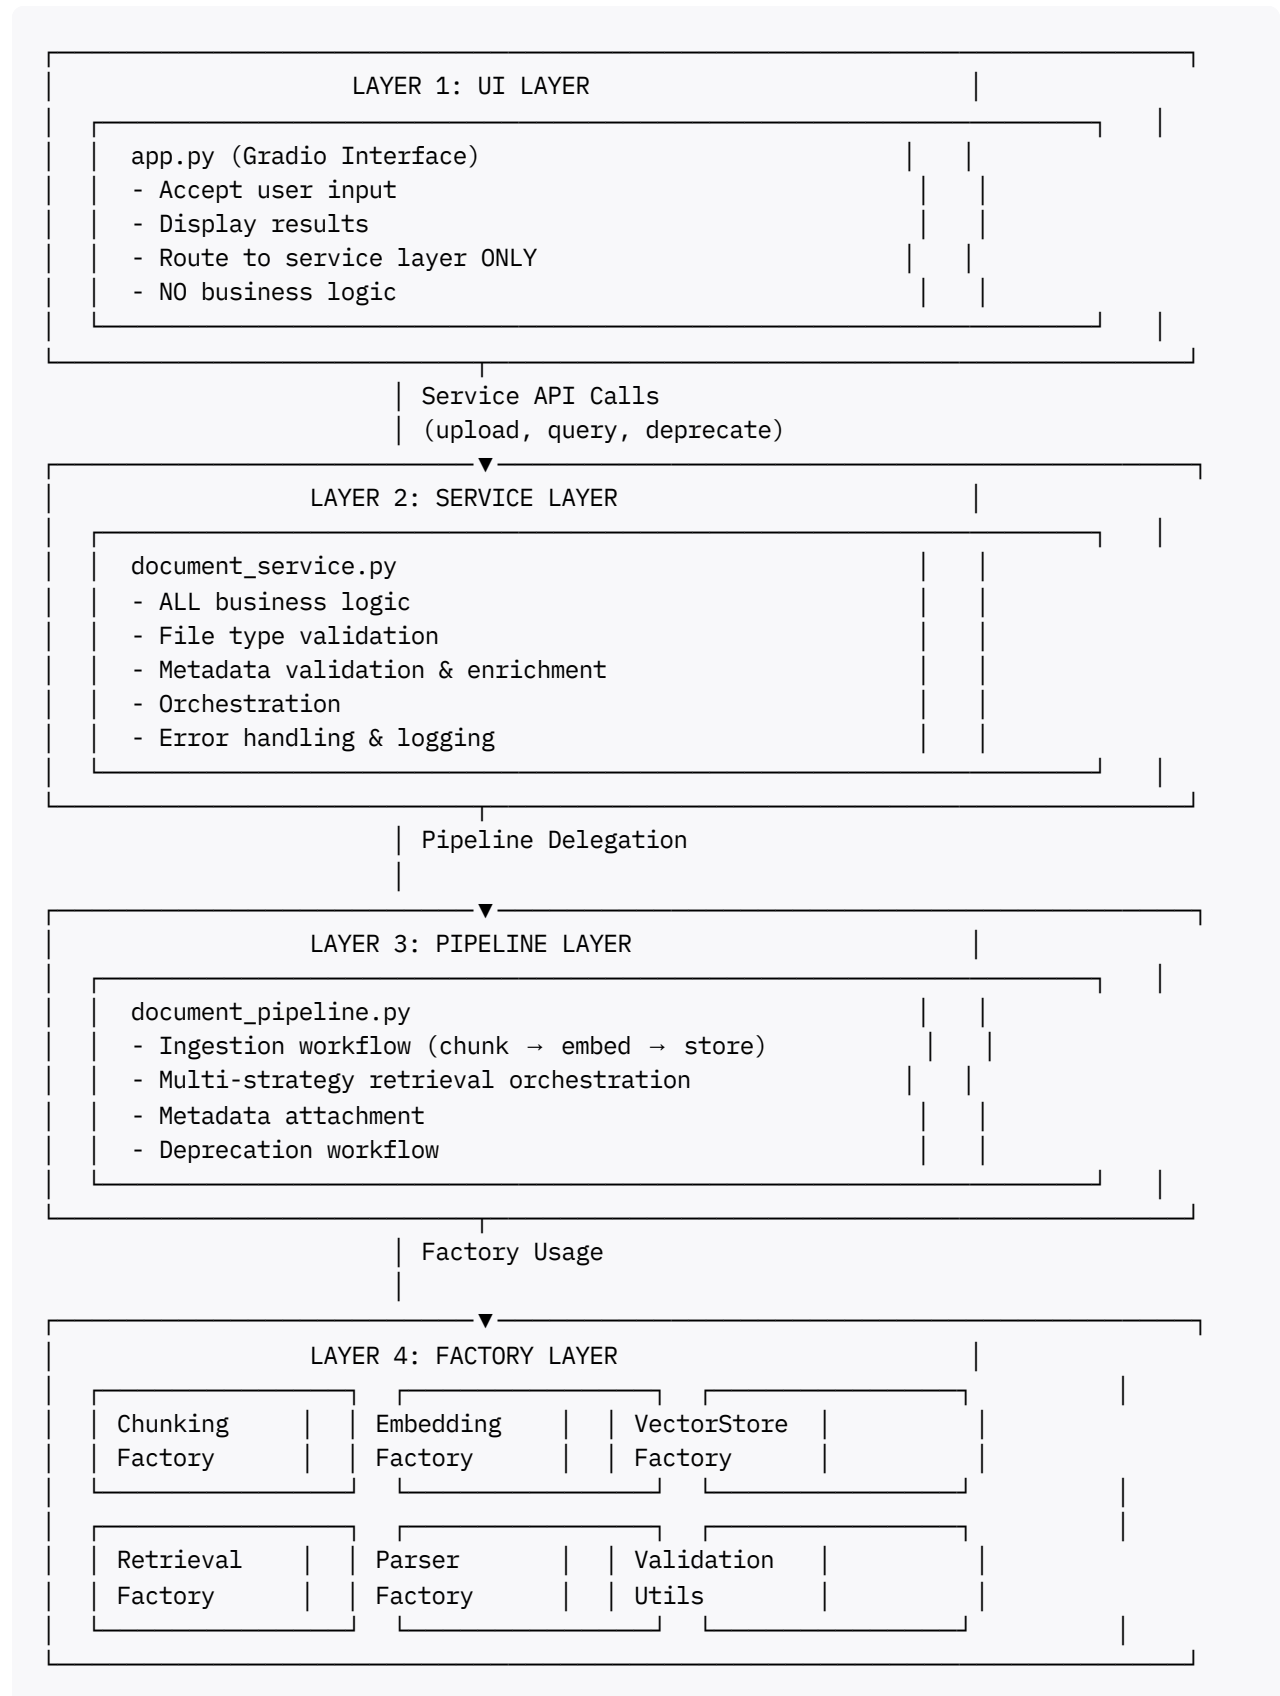 LAYER 1: UI LAYER
app.py (Gradio Interface)
- Accept user input
- Display results
- Route to service layer ONLY
- NO business logic
Service API Calls
(upload, query, deprecate)
LAYER 2: SERVICE LAYER
document_service.py
- ALL business logic
- File type validation
- Metadata validation & enrichment
- Orchestration
- Error handling & logging
Pipeline Delegation
LAYER 3: PIPELINE LAYER
document_pipeline.py
- Ingestion workflow (chunk → embed → store)
- Multi-strategy retrieval orchestration
- Metadata attachment
- Deprecation workflow
Factory Usage
LAYER 4: FACTORY LAYER
Chunking Embedding VectorStore
Factory Factory Factory
Retrieval Parser Validation
Factory Factory Utils